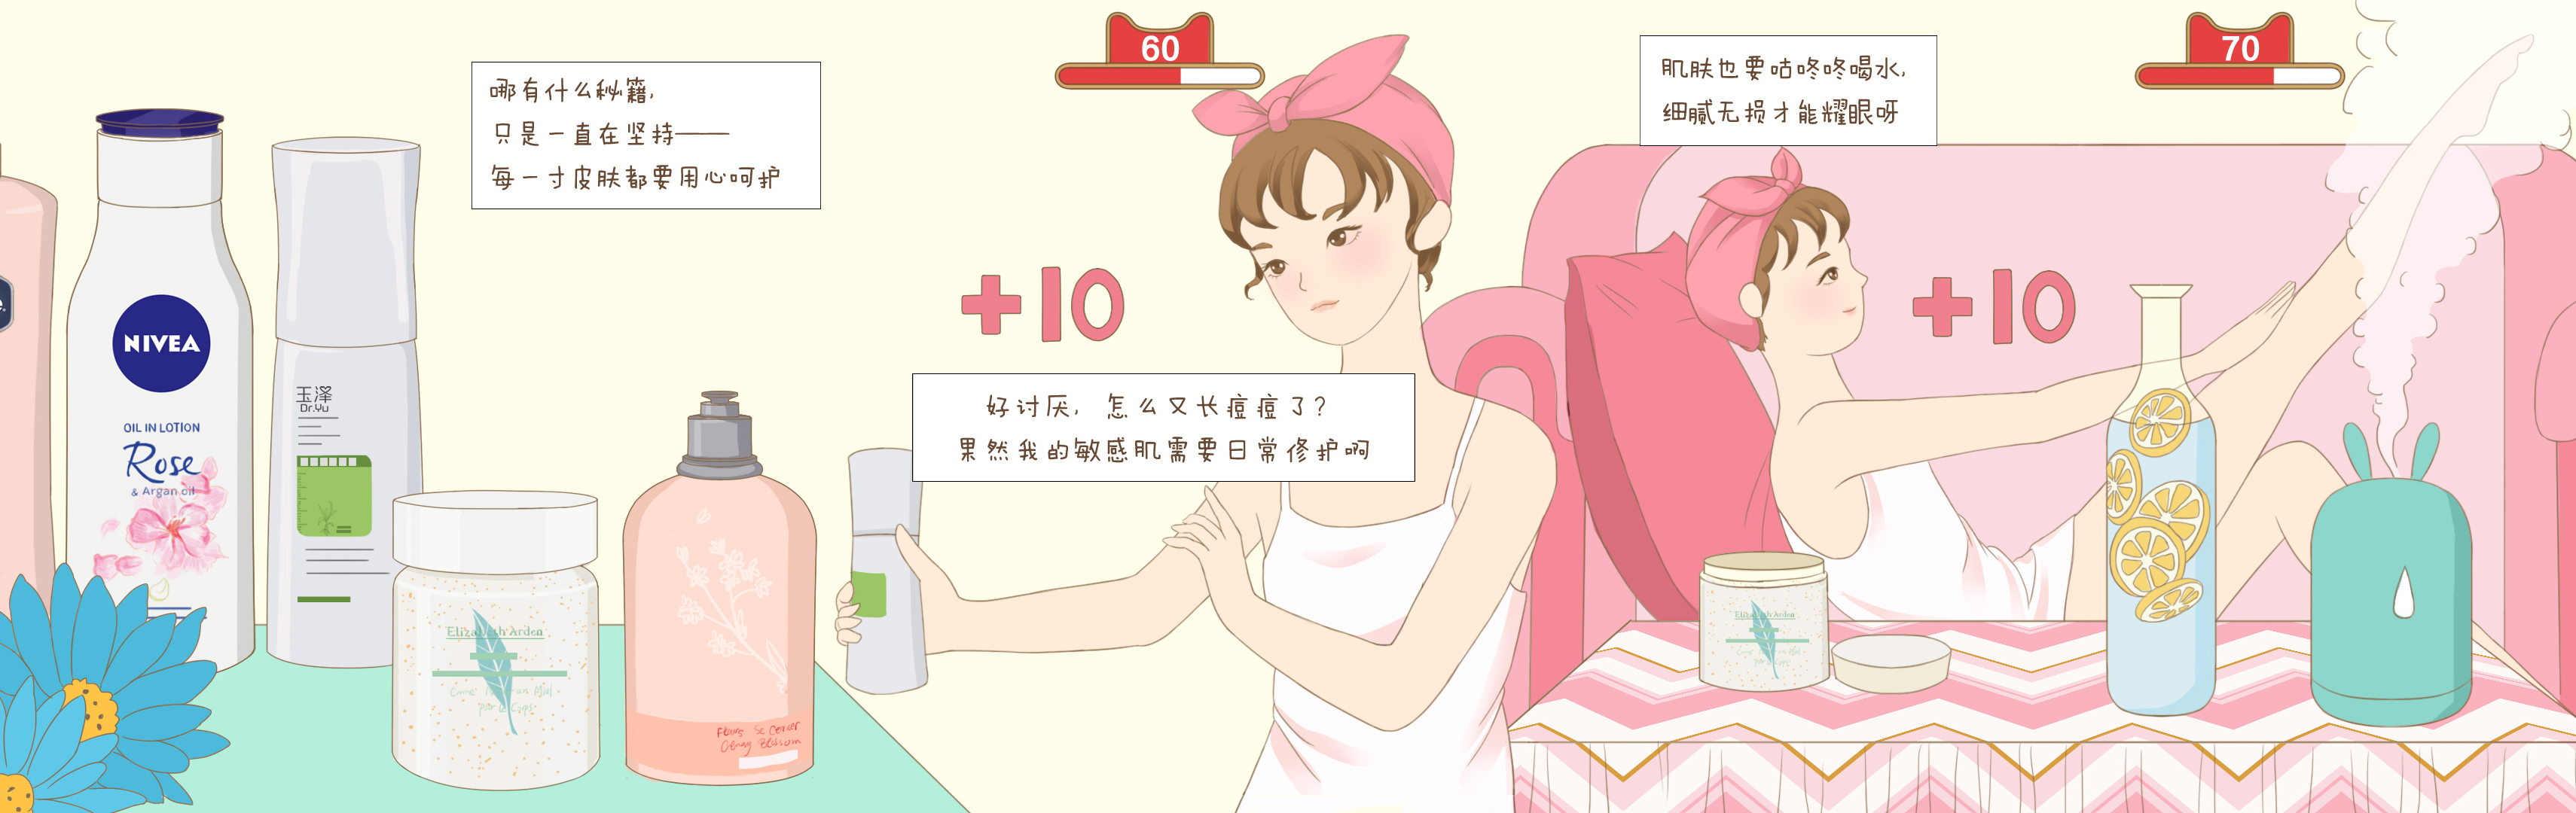 哪有什么秘籍，
只是一直在坚持——
每一寸皮肤都要用心呵护
60
+10
好讨厌，怎么又长痘痘了？
果然我的敏感肌需要日常修护啊
肌肤也要咕咚咚喝水，
细腻无损才能耀眼呀
70
+10
NIVEA
OIL IN LOTION
Rose
& Argan oil
玉泽
Dr.Yu
Elizabeth Arden
Elizabeth Arden